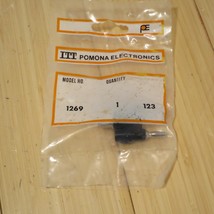 ITT POMONA ELECTRONICS
MODEL NO. QUANTITY
1269 1 123